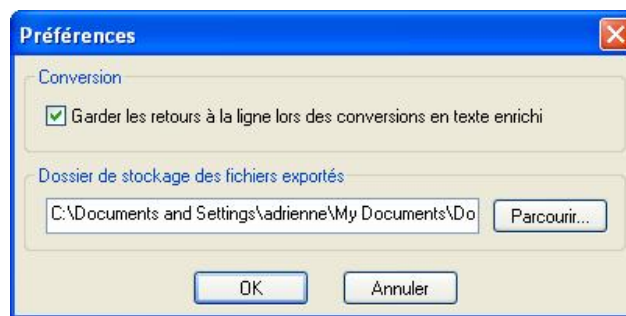 Préférences
Conversion
Garder les retours à la ligne lors des conversions en texte enrichi
Dossier de stockage des fichiers exportés
C:\Documents and Settings\adrienne\My Documents\Do
Parcourir...
OK
Annuler